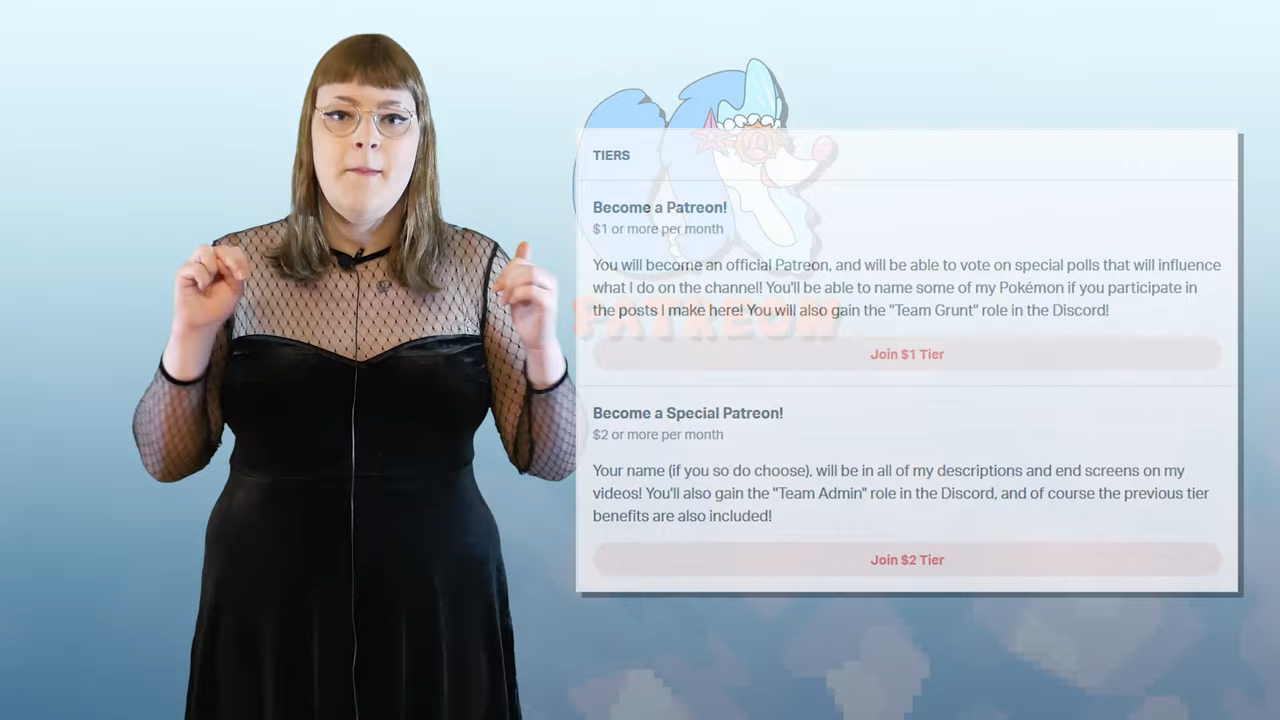 TIERS
Become a Patreon!
$1 or more per month
You will become an official Patreon, and will be able to vote on special polls that will influence
what I do on the channel! You'll be able to name some of my Pokémon if you participate in
the posts I make here! You will also gain the "Team Grunt" role in the Discord!
PATREON
Join $1 Tier
Become a Special Patreon!
$2 or more per month
Your name (if you so do choose), will be in all of my descriptions and end screens on my
videos! You'll also gain the "Team Admin" role in the Discord, and of course the previous tier
benefits are also included!
Join $2 Tier